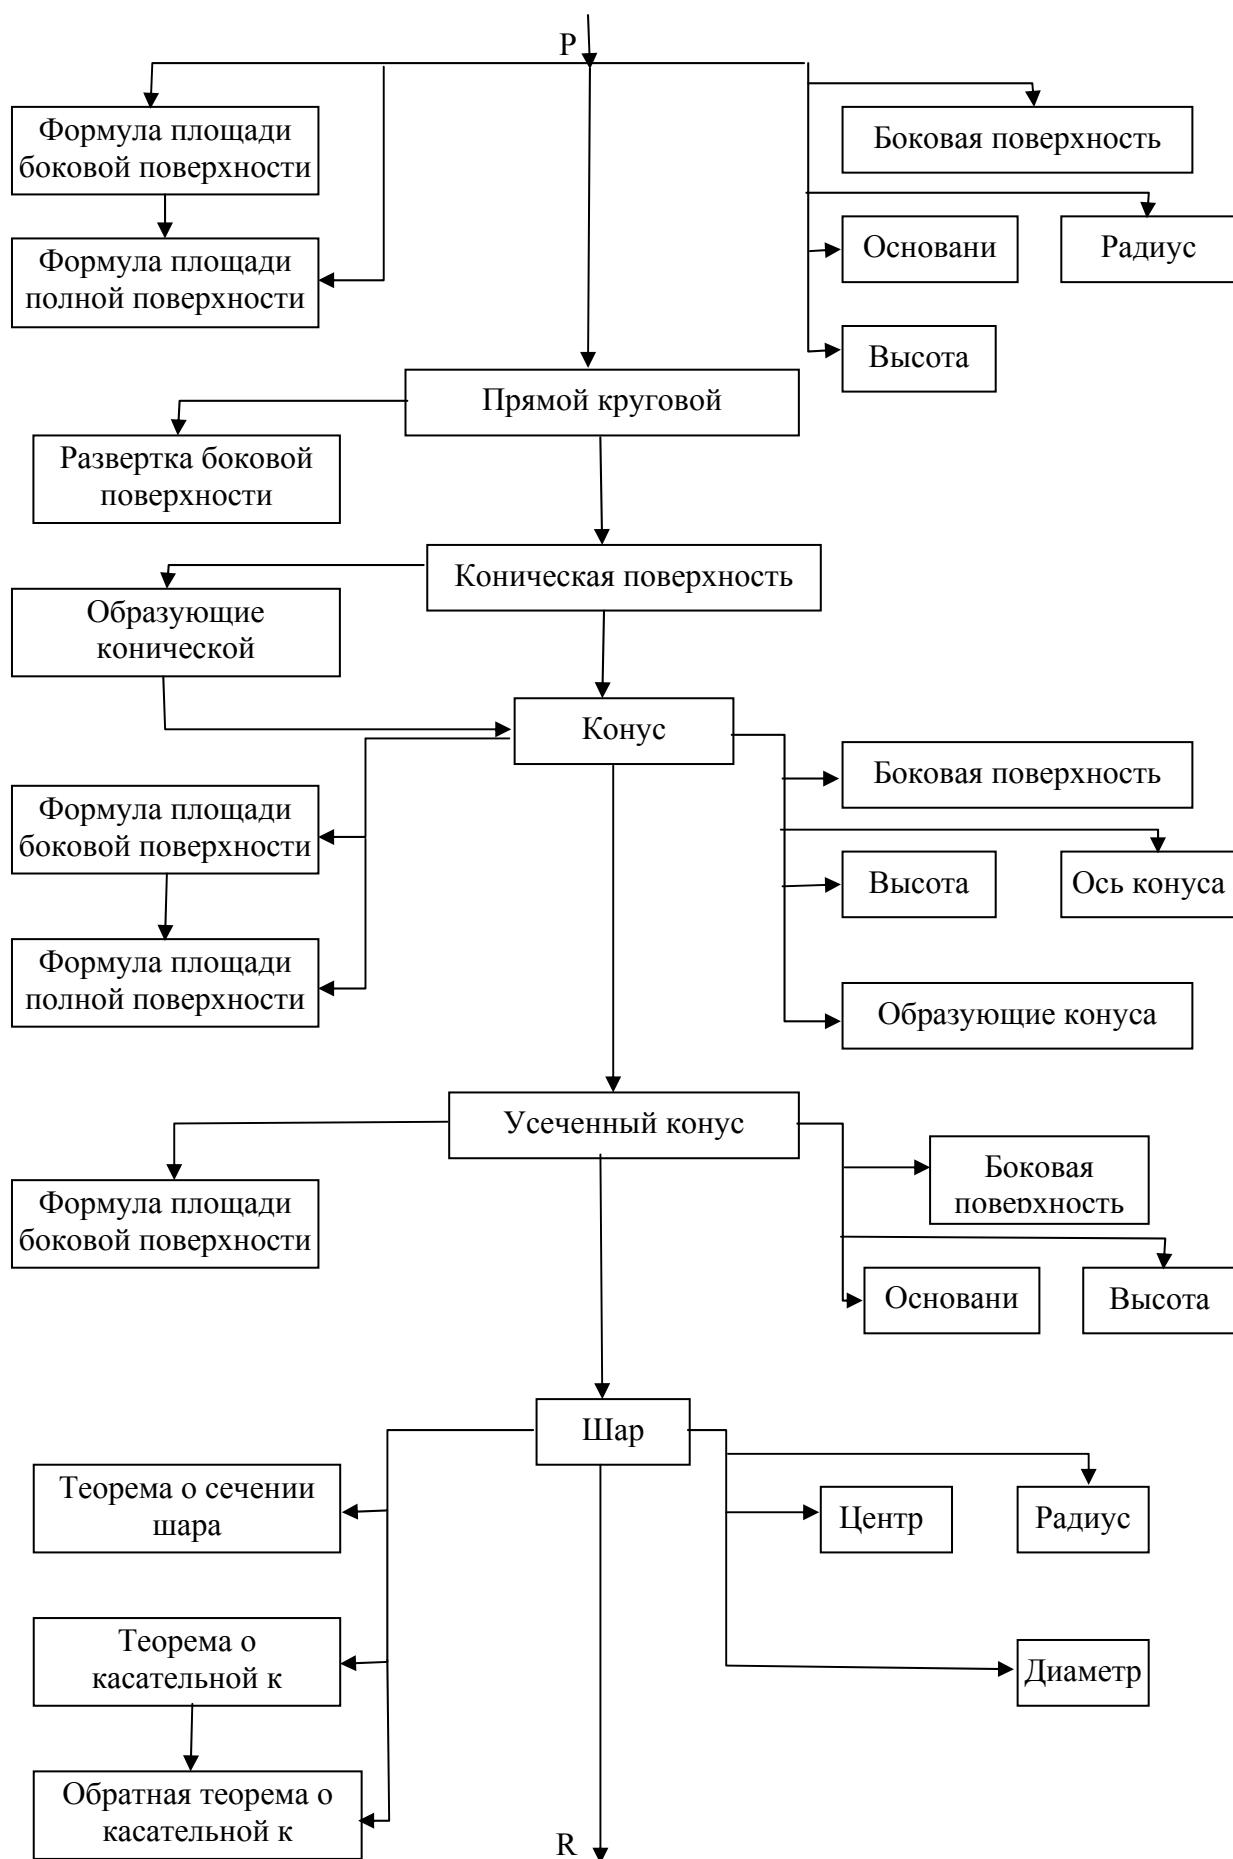 P
Формула площади
боковой поверхности
Боковая поверхность
Формула площади
полной поверхности
Основани
Радиус
Высота
Прямой круговой
Развертка боковой
поверхности
Коническая поверхность
Образующие
конической
Конус
Боковая поверхность
Формула площади
боковой поверхности
Высота
Ось конуса
Формула площади
полной поверхности
Образующие конуса
Усеченный конус
Боковая
поверхность
Формула площади
боковой поверхности
Основани
Высота
Шар
Теорема о сечении
шара
Центр
Радиус
Теорема о
касательной к
Диаметр
Обратная теорема о
касательной к
R